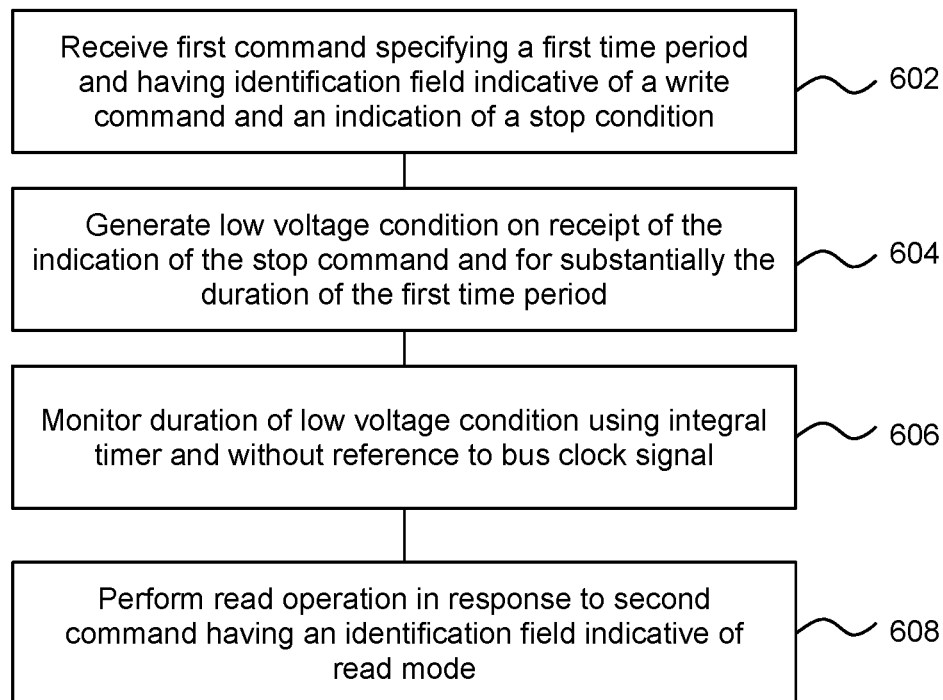 Receive first command specifying a first time period
and having identification field indicative of a write
command and an indication of a stop condition
602
Generate low voltage condition on receipt of the
indication of the stop command and for substantially the
duration of the first time period
604
Monitor duration of low voltage condition using integral
timer and without reference to bus clock signal
606
Perform read operation in response to second
command having an identification field indicative of
read mode
608